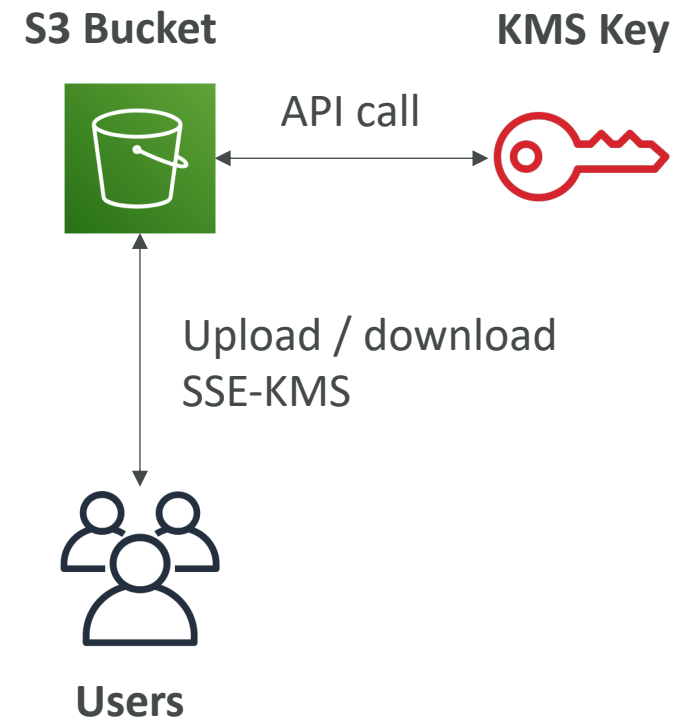 S3 Bucket
KMS Key
API call
Upload / download
SSE-KMS
Users